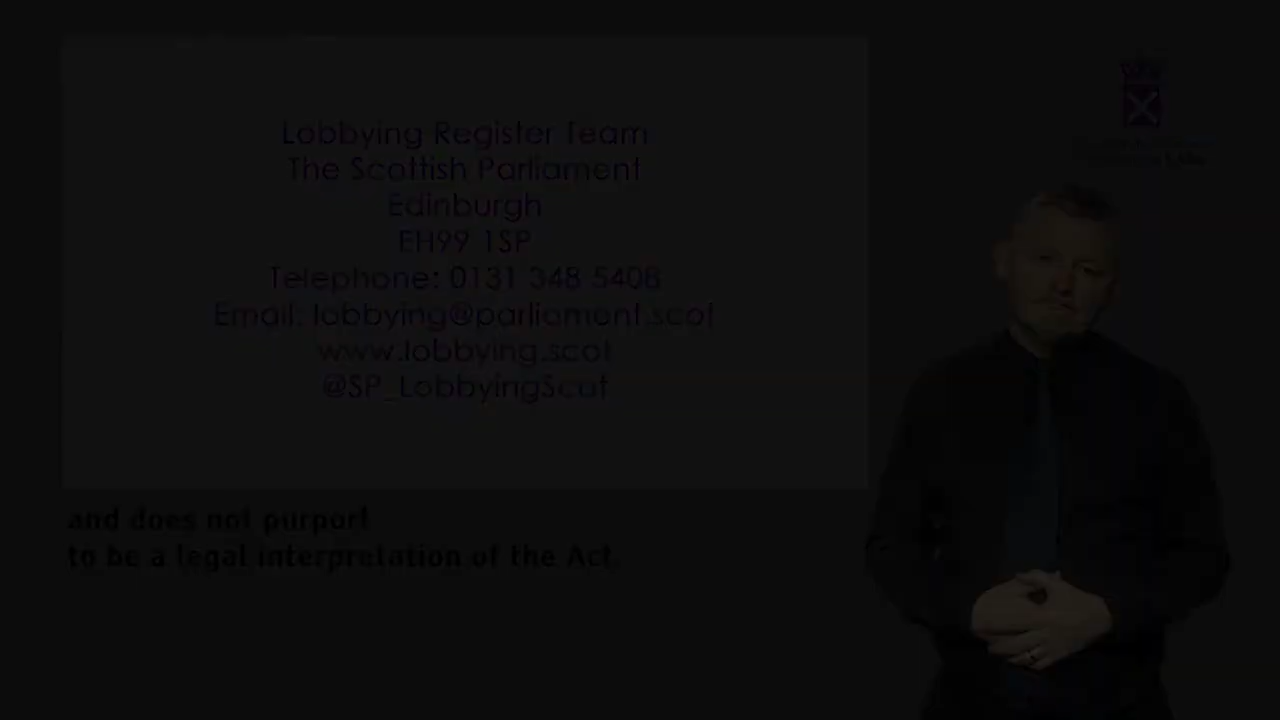 Lobbying Register Team
The Scottish Parliament
Edinburgh
EH99 1SP
Telephone: 0131 348 5408
Email: lobbying@parliament.scot
www.lobbying.scot
@SP_LobbyingScot
and does not purport
to be a legal interpretation of the Act.